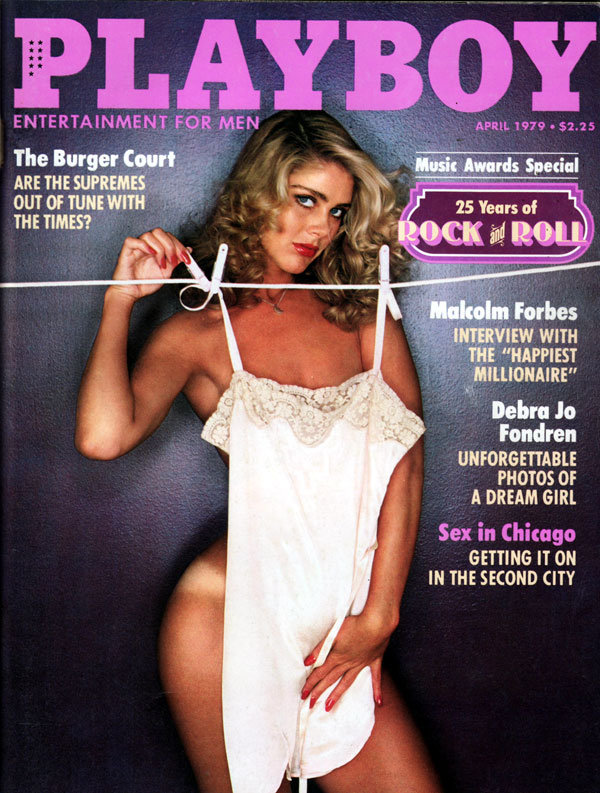 PLAYBOY
ENTERTAINMENT FOR MEN
APRIL 1979 • $2.25
The Burger Court
ARE THE SUPREMES
OUT OF TUNE WITH
THE TIMES?
Music Awards Special
25 Years of
ROCK and ROLL
Malcolm Forbes
INTERVIEW WITH
THE “HAPPIEST
MILLIONAIRE”
Debra Jo
Fondren
UNFORGETTABLE
PHOTOS OF
A DREAM GIRL
Sex in Chicago
GETTING IT ON
IN THE SECOND CITY